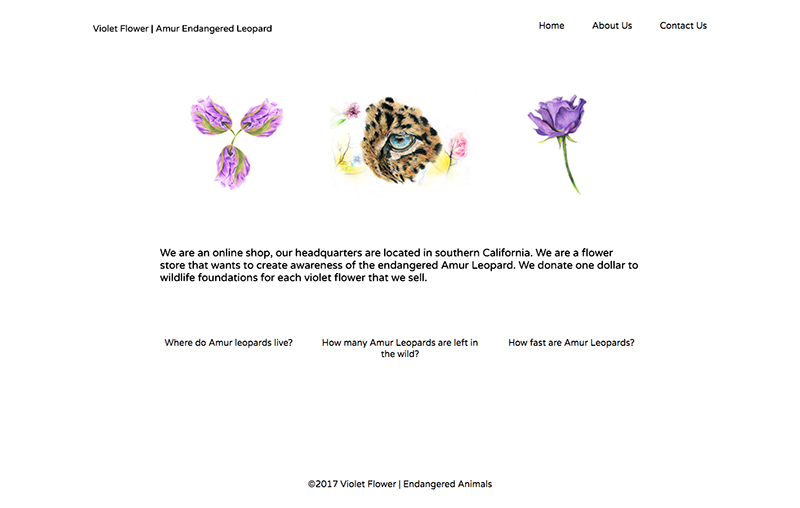 Violet Flower | Amur Endangered Leopard
Home
About Us
Contact Us
We are an online shop, our headquarters are located in southern California. We are a flower
store that wants to create awareness of the endangered Amur Leopard. We donate one dollar to
wildlife foundations for each violet flower that we sell.
Where do Amur leopards live?
How many Amur Leopards are left in
the wild?
How fast are Amur Leopards?
©2017 Violet Flower | Endangered Animals